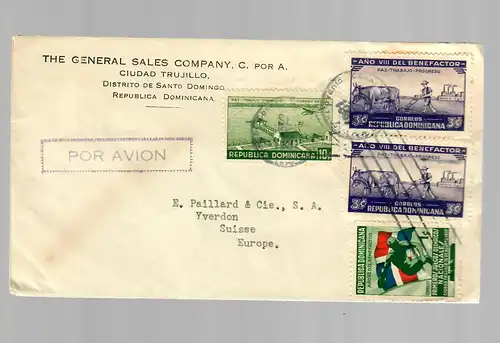 THE GENERAL SALES COMPANY, C. POR A.
CIUDAD TRUJILLO,
DISTRITO DE SANTO DOMINGO
REPUBLICA DOMINICANA.
POR AVION
REPUBLICA DOMINICANA
10
AÑO VIII DEL BENEFACTOR
PAZ-TRABAJO-PROGRESO
CORREOS
3¢ REPUBLICA DOMINICANA 3¢
AÑO VIII DEL BENEFACTOR
PAZ-TRABAJO-PROGRESO
CORREOS
3¢ REPUBLICA DOMINICANA 3¢
REPUBLICA DOMINICANA
E. Paillard & Cie., S. A.
Yverdon
Suisse
Europe.